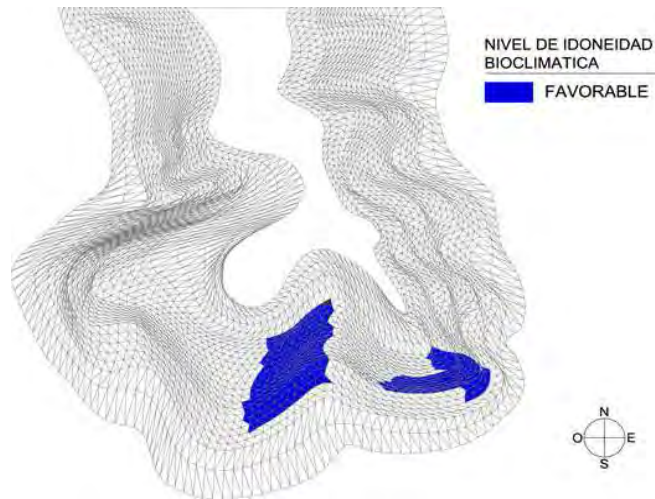 NIVEL DE IDONEIDAD
BIOCLIMATICA
FAVORABLE
N
O E
S